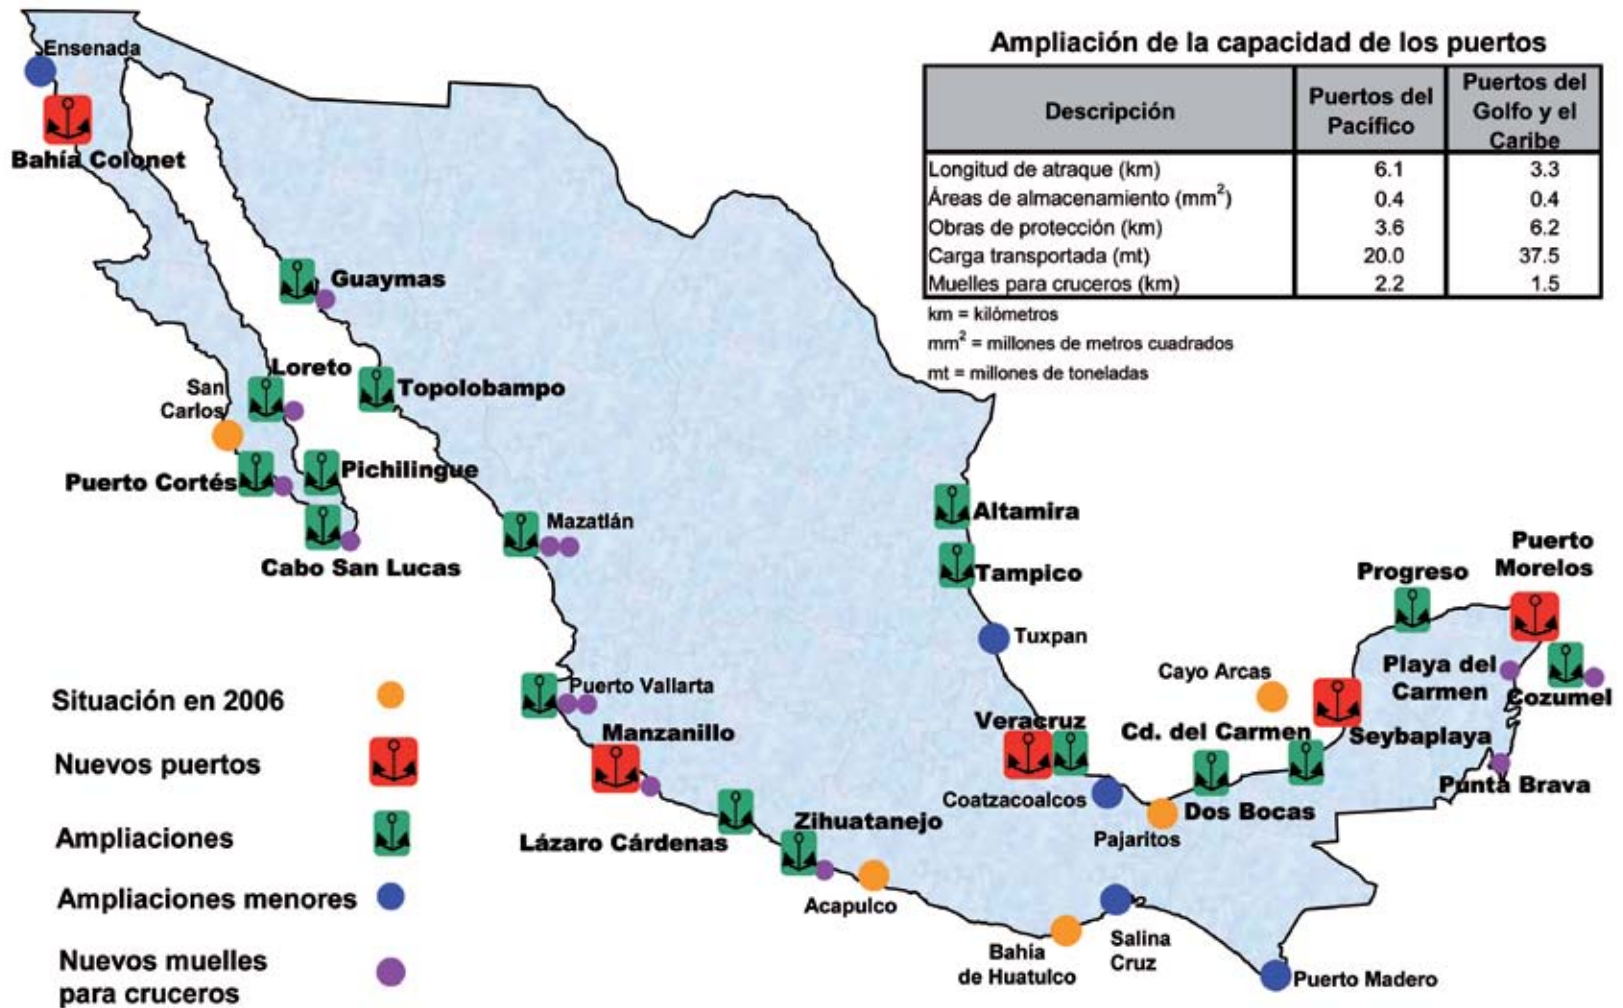 Ampliación de la capacidad de los puertos
Descripción
Puertos del
Pacífico
Puertos del
Golfo y el
Caribe
Longitud de atraque (km) 6.1 3.3
Áreas de almacenamiento (mm²) 0.4 0.4
Obras de protección (km) 3.6 6.2
Carga transportada (mt) 20.0 37.5
Muelles para cruceros (km) 2.2 1.5
km = kilómetros
mm² = millones de metros cuadrados
mt = millones de toneladas
Ensenada
Bahía Colonet
Guaymas
Loreto
Topolobampo
San
Carlos
Puerto Cortés
Pichilingue
Cabo San Lucas
Mazatlán
Altamira
Tampico
Tuxpan
Puerto
Morelos
Progreso
Cayo Arcas
Playa del
Carmen
Cozumel
Puerto Vallarta
Manzanillo
Veracruz
Cd. del Carmen
Seybaplaya
Punta Brava
Coatzacoalcos
Pajaritos
Dos Bocas
Lázaro Cárdenas
Zihuatanejo
Acapulco
Bahía
de Huatulco
Salina
Cruz
Puerto Madero
Situación en 2006
Nuevos puertos
Ampliaciones
Ampliaciones menores
Nuevos muelles
para cruceros